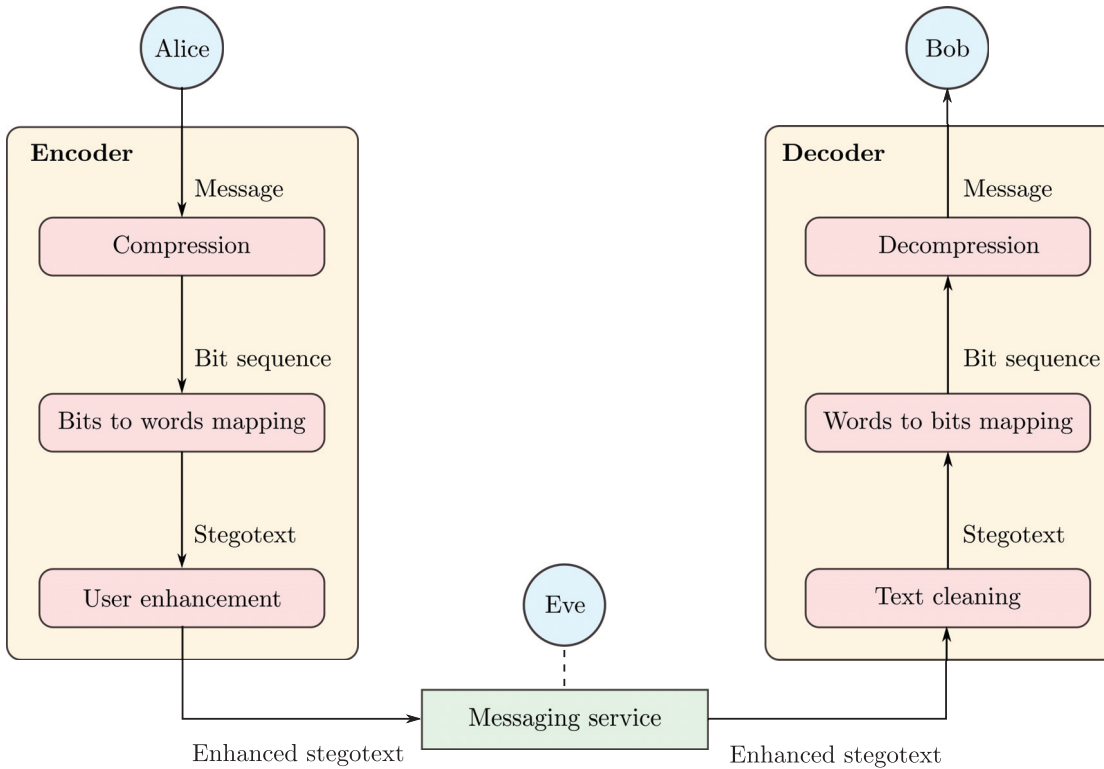 Alice
Bob
Encoder
Message
Compression
Bit sequence
Bits to words mapping
Stegotext
User enhancement
Enhanced stegotext
Eve
Messaging service
Enhanced stegotext
Decoder
Message
Decompression
Bit sequence
Words to bits mapping
Stegotext
Text cleaning